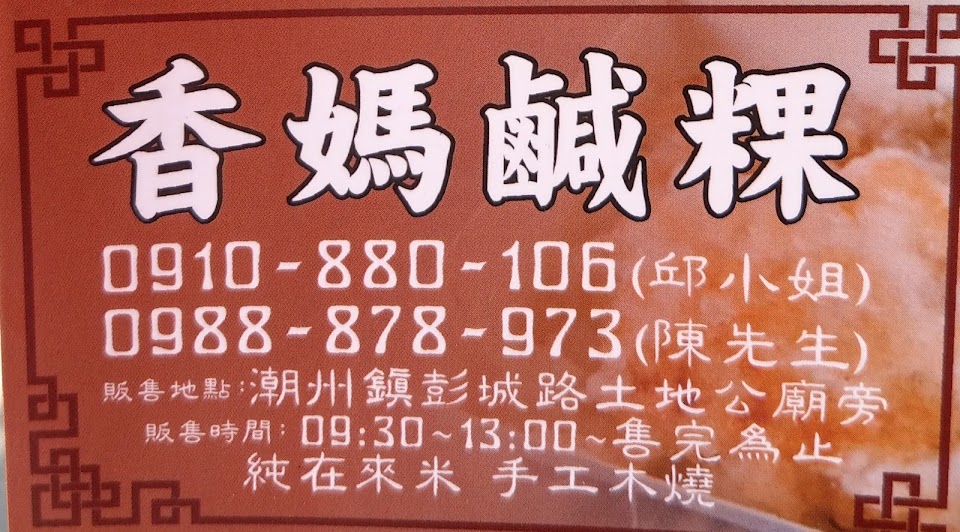 香媽鹹粿
0910-880-106(邱小姐)
0988-878-973(陳先生)
販售地點:潮州鎮彭城路土地公廟旁
販售時間:09:30~13:00~售完為止
純在來米 手工木燒